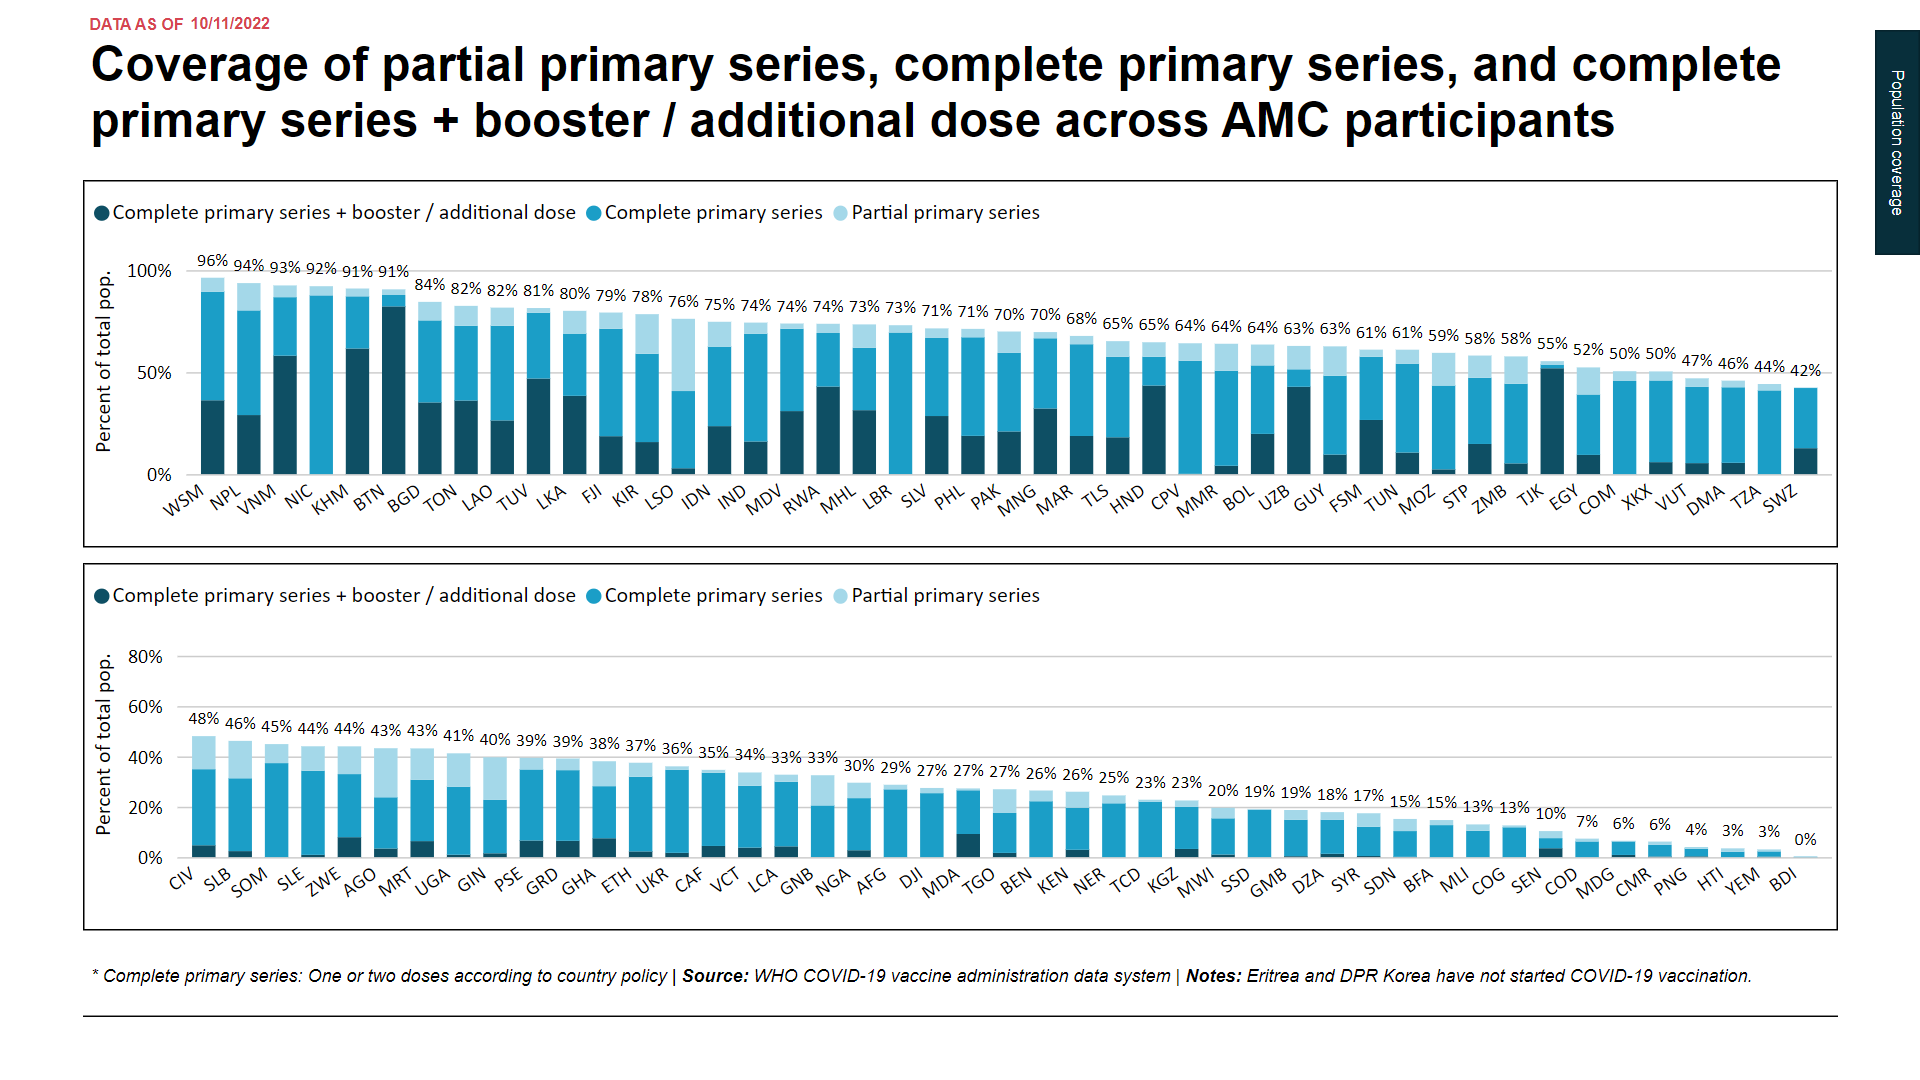 DATA AS OF 10/11/2022
Coverage of partial primary series, complete primary series, and complete
primary series + booster / additional dose across AMC participants
Population coverage
Complete primary series + booster / additional dose Complete primary series Partial primary series
96% 94% 93% 92% 91% 91% 84% 82% 82% 81% 80% 79% 78% 76% 75% 74% 74% 74% 73% 73% 71% 71% 70% 70% 68% 65% 65% 64% 64% 64% 63% 63% 61% 61% 59% 58% 58% 55% 52% 50% 50% 47% 46% 44% 42%
Percent of total pop.
100%
50%
0%
WSM NPL VNM NIC KHM BTN BGD TON LAO TUV LKA FJI KIR LSO IDN IND MDV RWA MHL LBR SLV PHL PAK MNG MAR TLS HND CPV MMR BOL UZB GUY FSM TUN MOZ STP ZMB TJK EGY COM XKX VUT DMA TZA SWZ
Complete primary series + booster / additional dose Complete primary series Partial primary series
Percent of total pop.
80%
60%
40%
20%
0%
48% 46% 45% 44% 44% 43% 43% 41% 40% 39% 39% 38% 37% 36% 35% 34% 33% 33% 30% 29% 27% 27% 27% 26% 26% 25% 23% 23% 20% 19% 19% 18% 17% 15% 15% 13% 13% 10% 7% 6% 6% 4% 3% 3% 0%
CIV SLB SOM SLE ZWE AGO MRT UGA GIN PSE GRD GHA ETH UKR CAF VCT LCA GNB NGA AFG DJI MDA TGO BEN KEN NER TCD KGZ MWI SSD GMB DZA SYR SDN BFA MLI COG SEN COD MDG CMR PNG HTI YEM BDI
* Complete primary series: One or two doses according to country policy | Source: WHO COVID-19 vaccine administration data system | Notes: Eritrea and DPR Korea have not started COVID-19 vaccination.